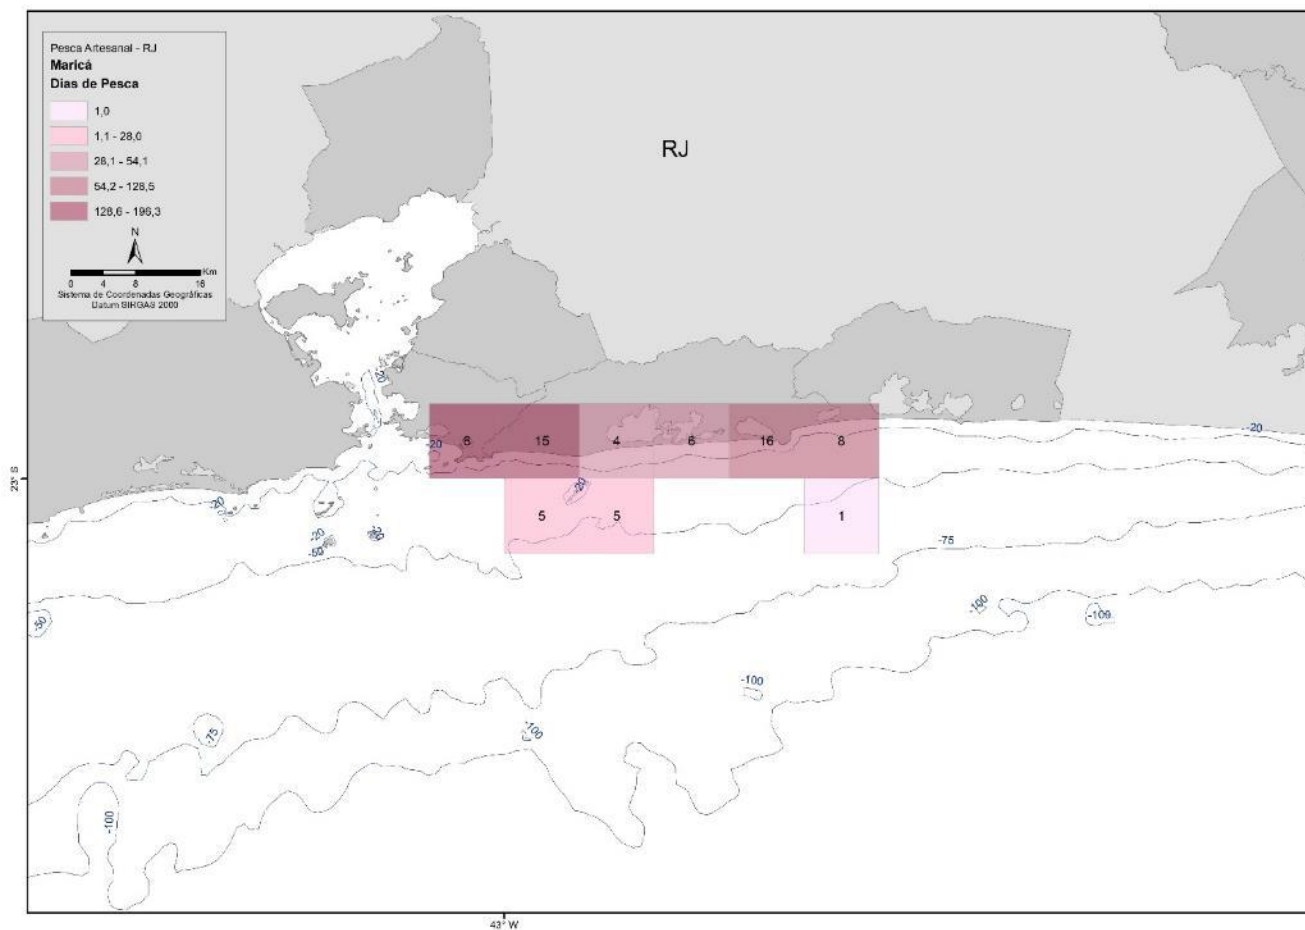 Pesca Artesanal - RJ
Maricá
Dias de Pesca
1,0
1,1 - 28,0
28,1 - 54,1
54,2 - 128,5
128,6 - 196,3
N
Km
0 4 8 16
Sistema de Coordenadas Geográficas
Datum SIRGAS 2000
RJ
-20
-20
-20
6 15 4 6 16 8
23° S
-20
-20
-20
-20
-50
5 5 1
-75
-50
-100
-100
-100
-75
-100
-100
43° W